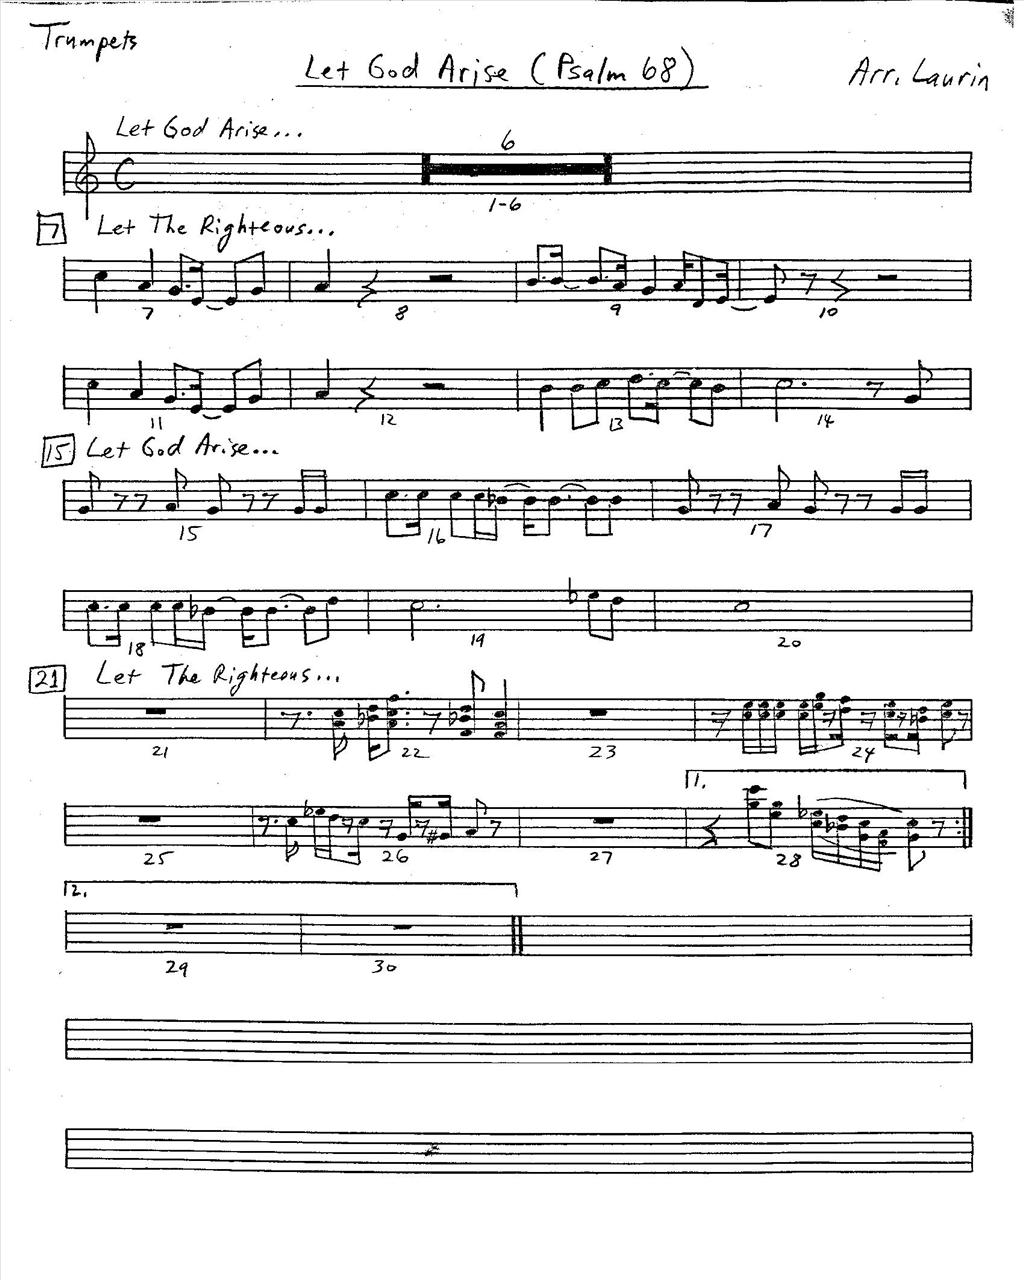 Trumpets
Let God Arise (Psalm 68)
Arr. Laurin
Let God Arise...
6
1-6
7 Let The Righteous...
7 8 9 10
11 12 13 14
15 Let God Arise...
15 16 17
18 19 20
21 Let The Righteous...
21 22 23 24
1.
25 26 27 28
2.
29 30